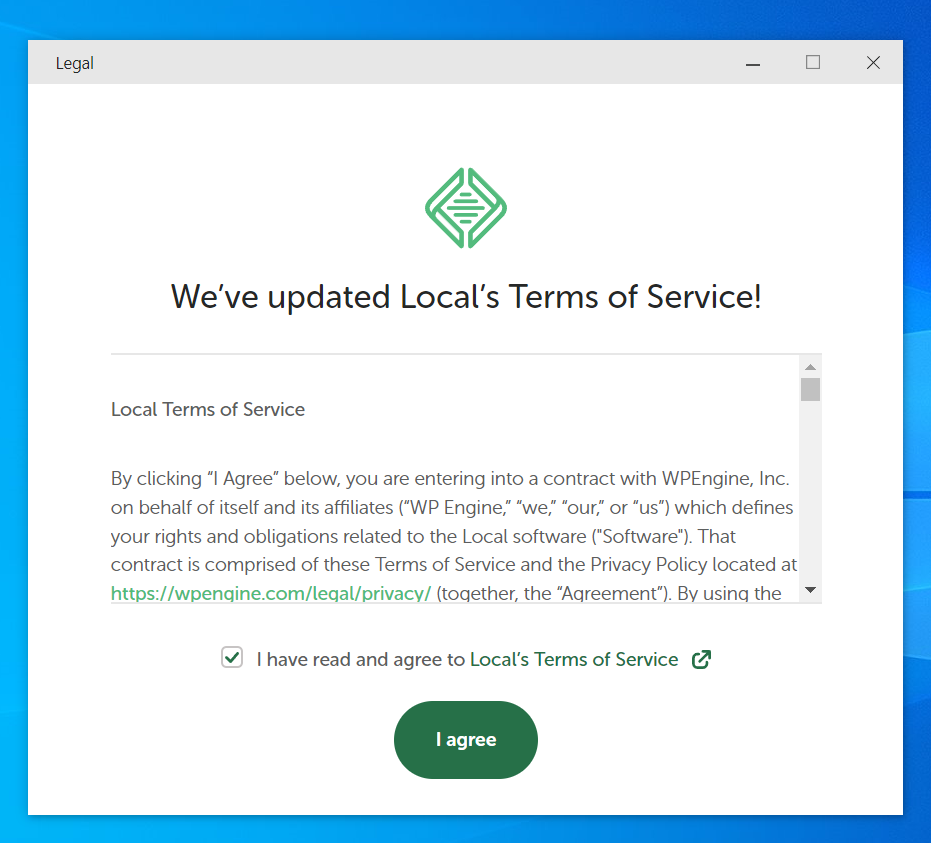 Legal
We’ve updated Local’s Terms of Service!
Local Terms of Service
By clicking “I Agree” below, you are entering into a contract with WPEngine, Inc.
on behalf of itself and its affiliates (“WP Engine,” “we,” “our,” or “us”) which defines
your rights and obligations related to the Local software ("Software"). That
contract is comprised of these Terms of Service and the Privacy Policy located at
https://wpengine.com/legal/privacy/ (together, the “Agreement”). By using the
I have read and agree to Local’s Terms of Service
I agree